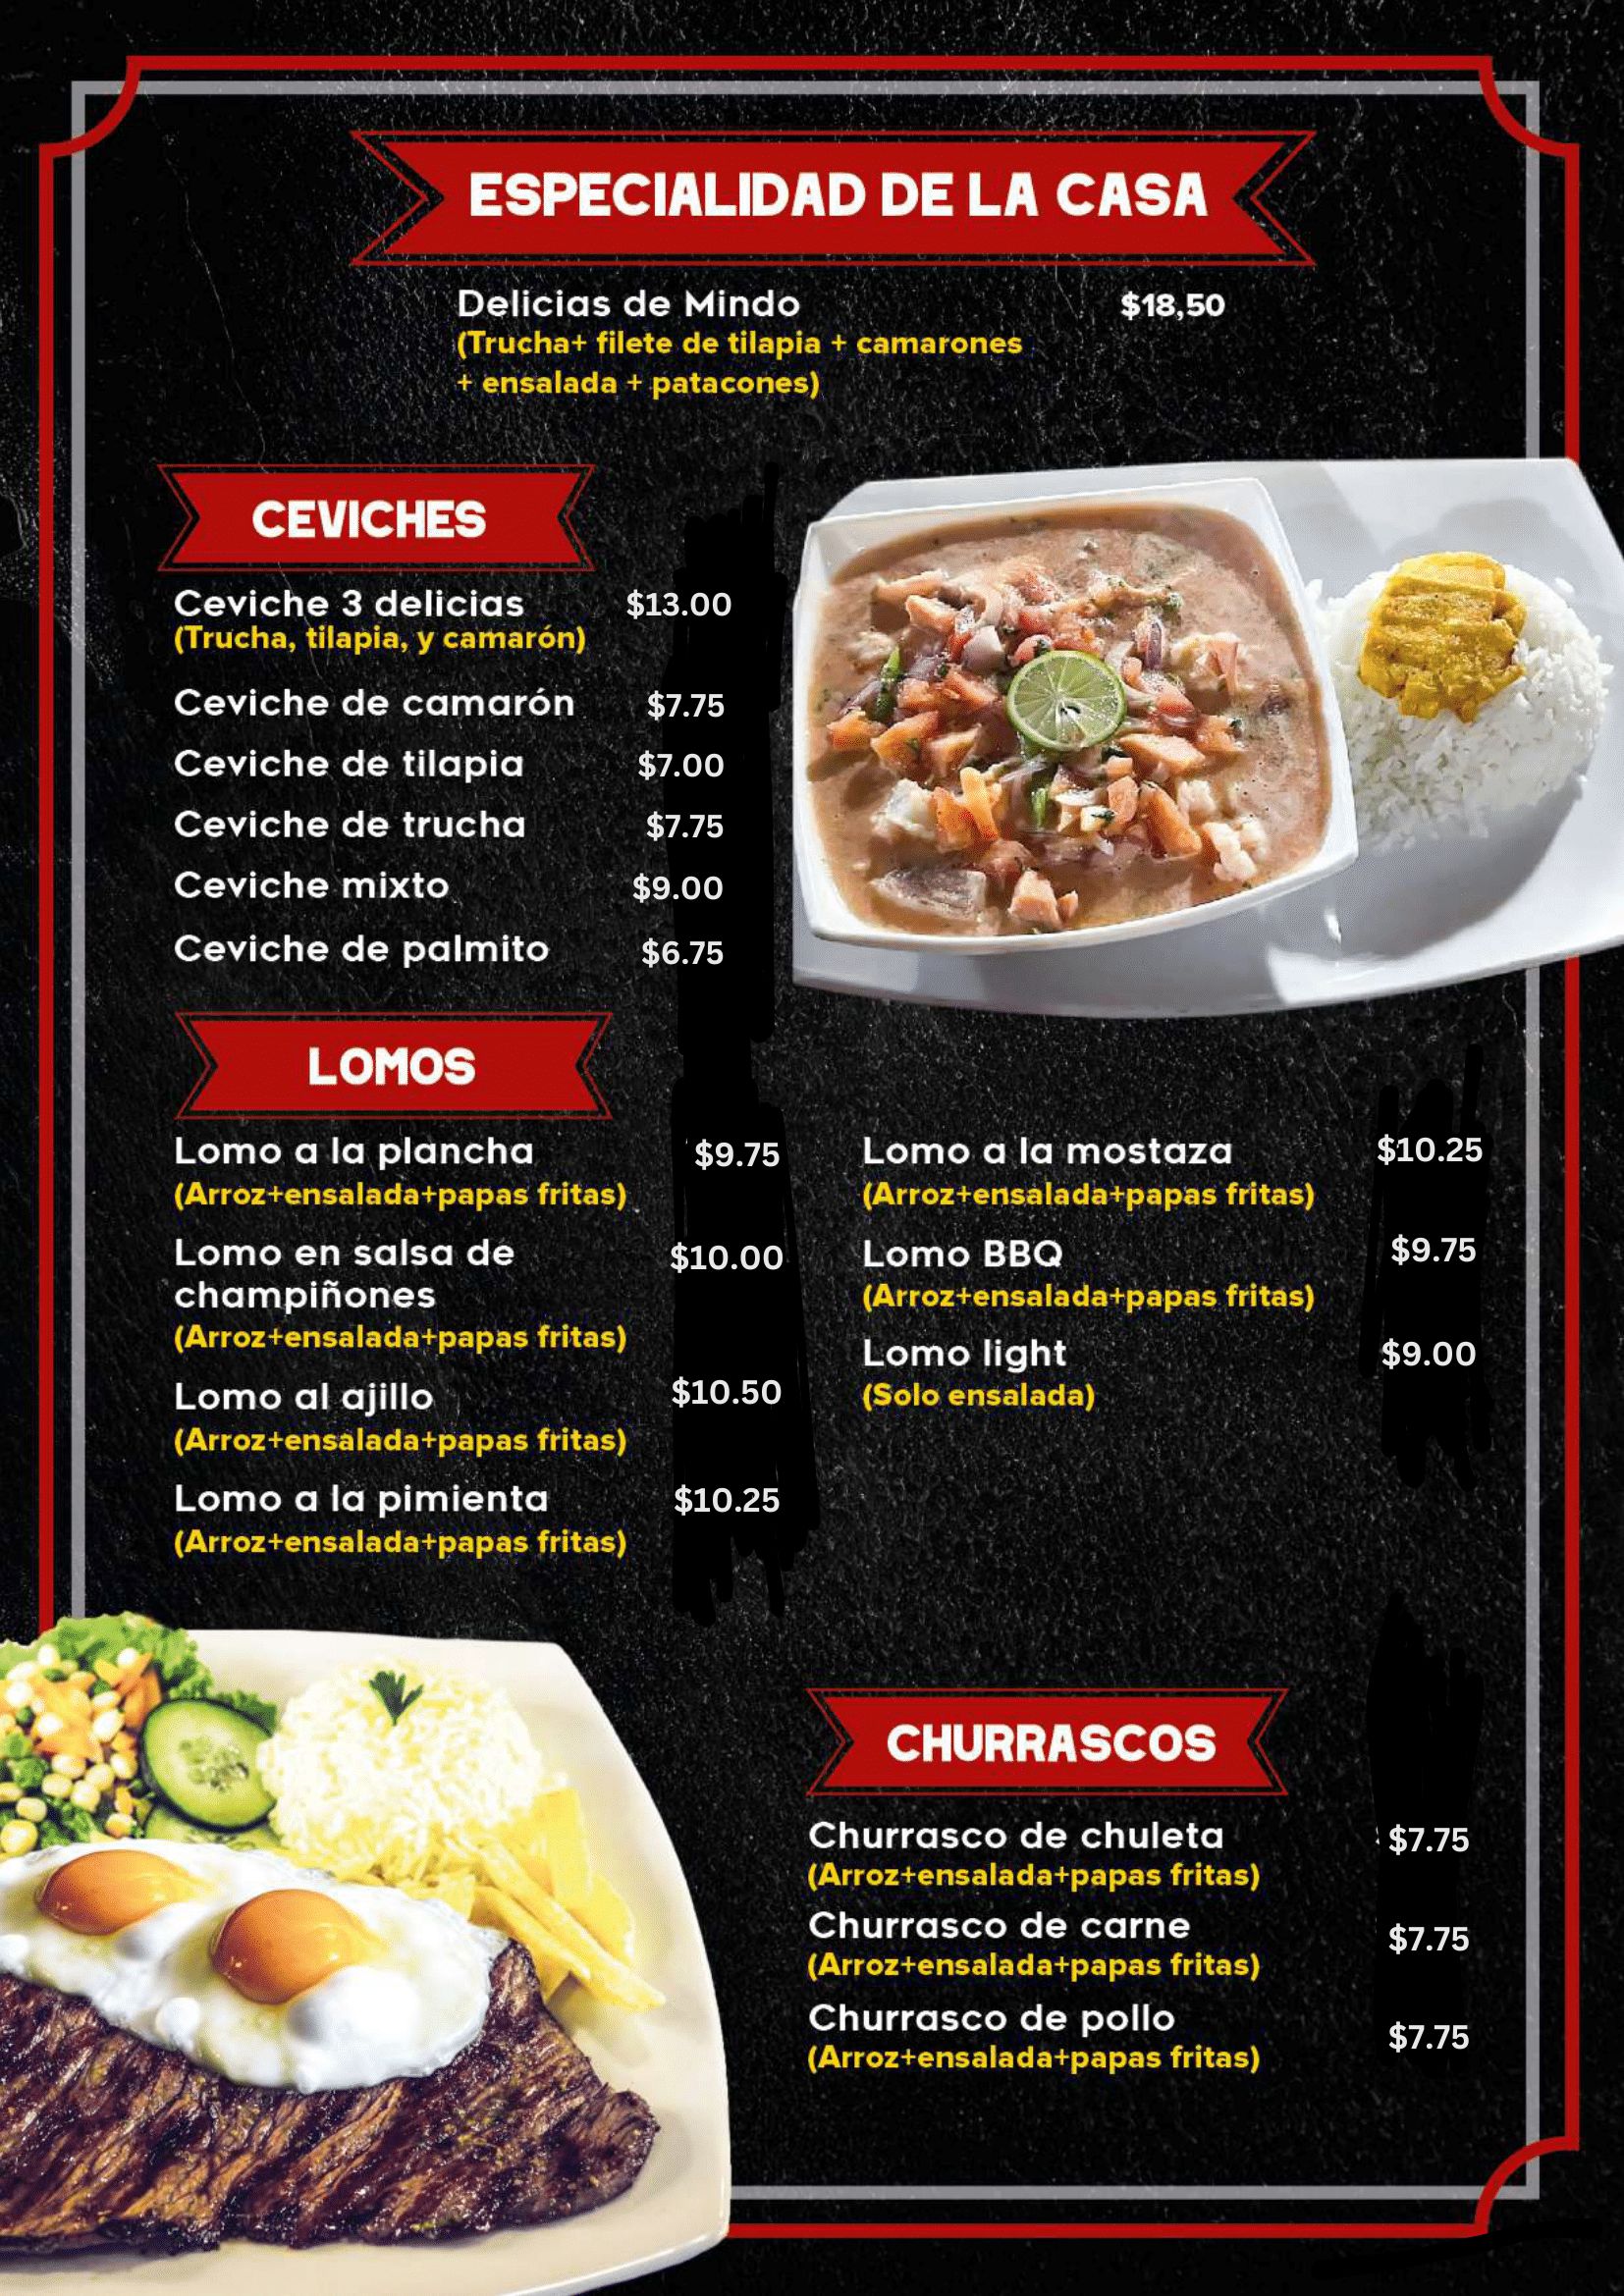 ESPECIALIDAD DE LA CASA
Delicias de Mindo $18,50
(Trucha+ filete de tilapia + camarones
+ ensalada + patacones)
CEVICHES
Ceviche 3 delicias $13.00
(Trucha, tilapia, y camarón)
Ceviche de camarón $7.75
Ceviche de tilapia $7.00
Ceviche de trucha $7.75
Ceviche mixto $9.00
Ceviche de palmito $6.75
LOMOS
Lomo a la plancha $9.75
(Arroz+ensalada+papas fritas)
Lomo en salsa de $10.00
champiñones
(Arroz+ensalada+papas fritas)
Lomo al ajillo $10.50
(Arroz+ensalada+papas fritas)
Lomo a la pimienta $10.25
(Arroz+ensalada+papas fritas)
Lomo a la mostaza $10.25
(Arroz+ensalada+papas fritas)
Lomo BBQ $9.75
(Arroz+ensalada+papas fritas)
Lomo light $9.00
(Solo ensalada)
CHURRASCOS
Churrasco de chuleta $7.75
(Arroz+ensalada+papas fritas)
Churrasco de carne $7.75
(Arroz+ensalada+papas fritas)
Churrasco de pollo $7.75
(Arroz+ensalada+papas fritas)